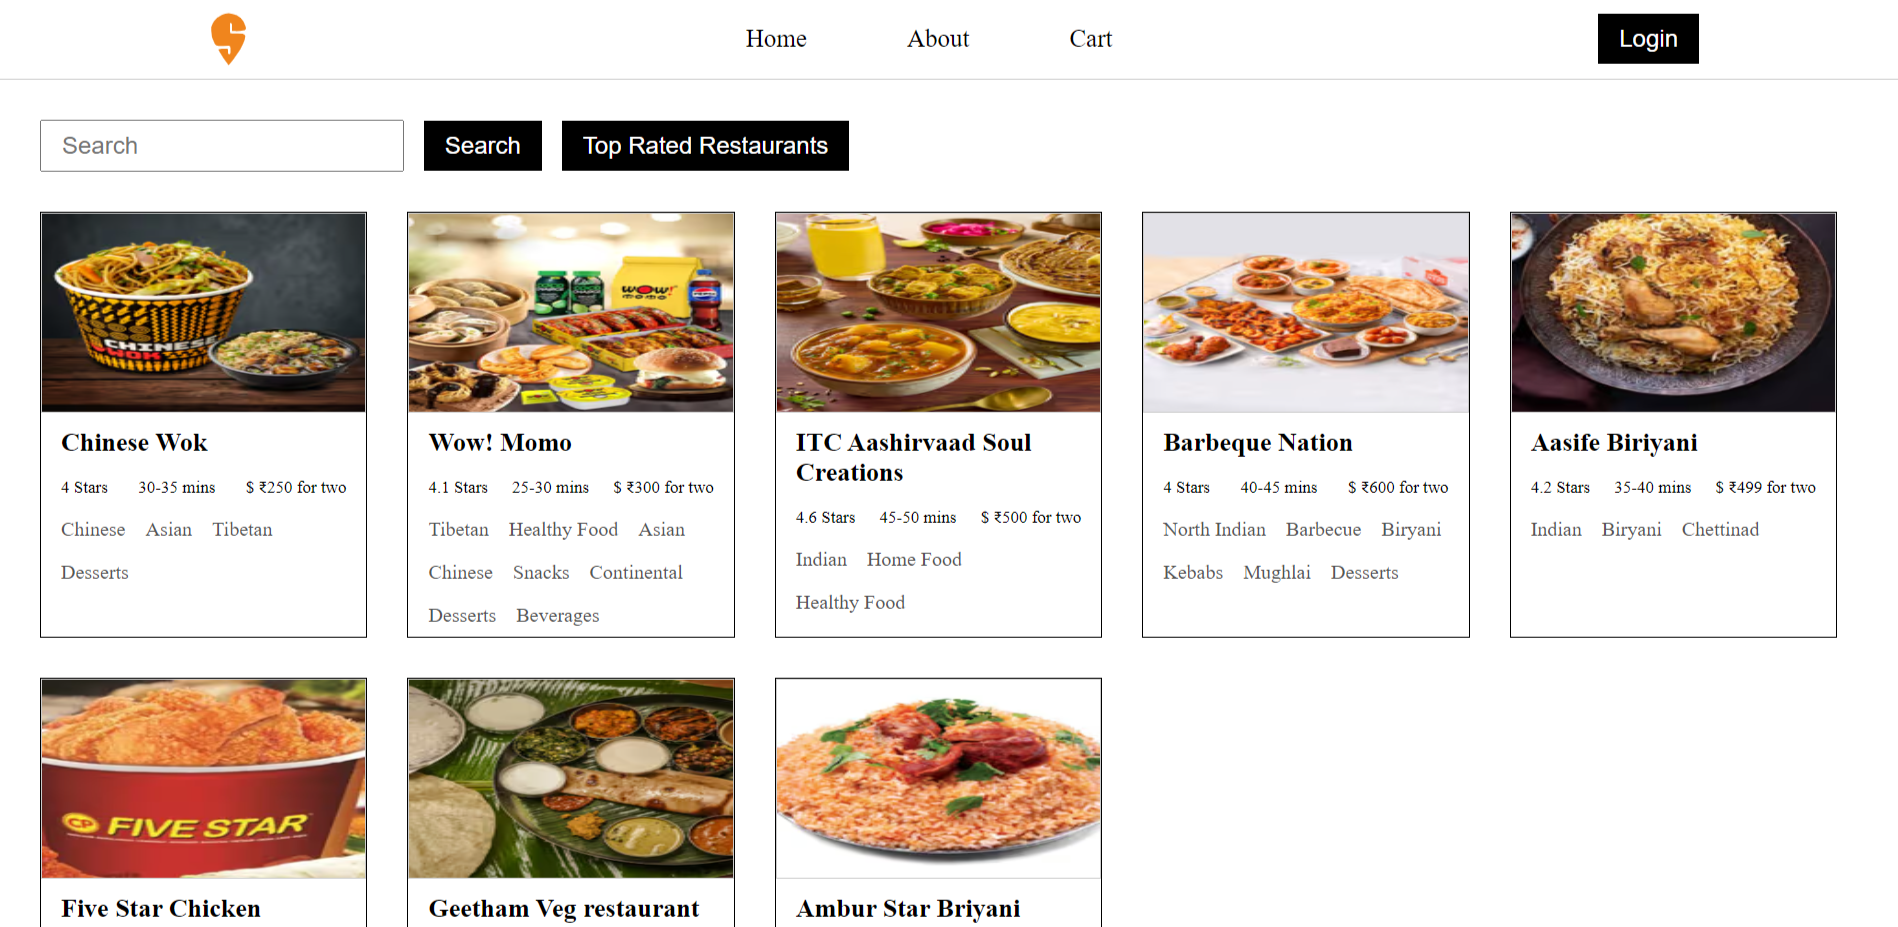 Home About Cart Login
Search Search Top Rated Restaurants
CHINESE
WOK
WOW!
MOMO
pepsi
Chinese Wok
4 Stars 30-35 mins $ ₹250 for two
Chinese Asian Tibetan
Desserts
Wow! Momo
4.1 Stars 25-30 mins $ ₹300 for two
Tibetan Healthy Food Asian
Chinese Snacks Continental
Desserts Beverages
ITC Aashirvaad Soul
Creations
4.6 Stars 45-50 mins $ ₹500 for two
Indian Home Food
Healthy Food
Barbeque Nation
4 Stars 40-45 mins $ ₹600 for two
North Indian Barbecue Biryani
Kebabs Mughlai Desserts
Aasife Biriyani
4.2 Stars 35-40 mins $ ₹499 for two
Indian Biryani Chettinad
CP FIVE STAR
Five Star Chicken
Geetham Veg restaurant
Ambur Star Briyani